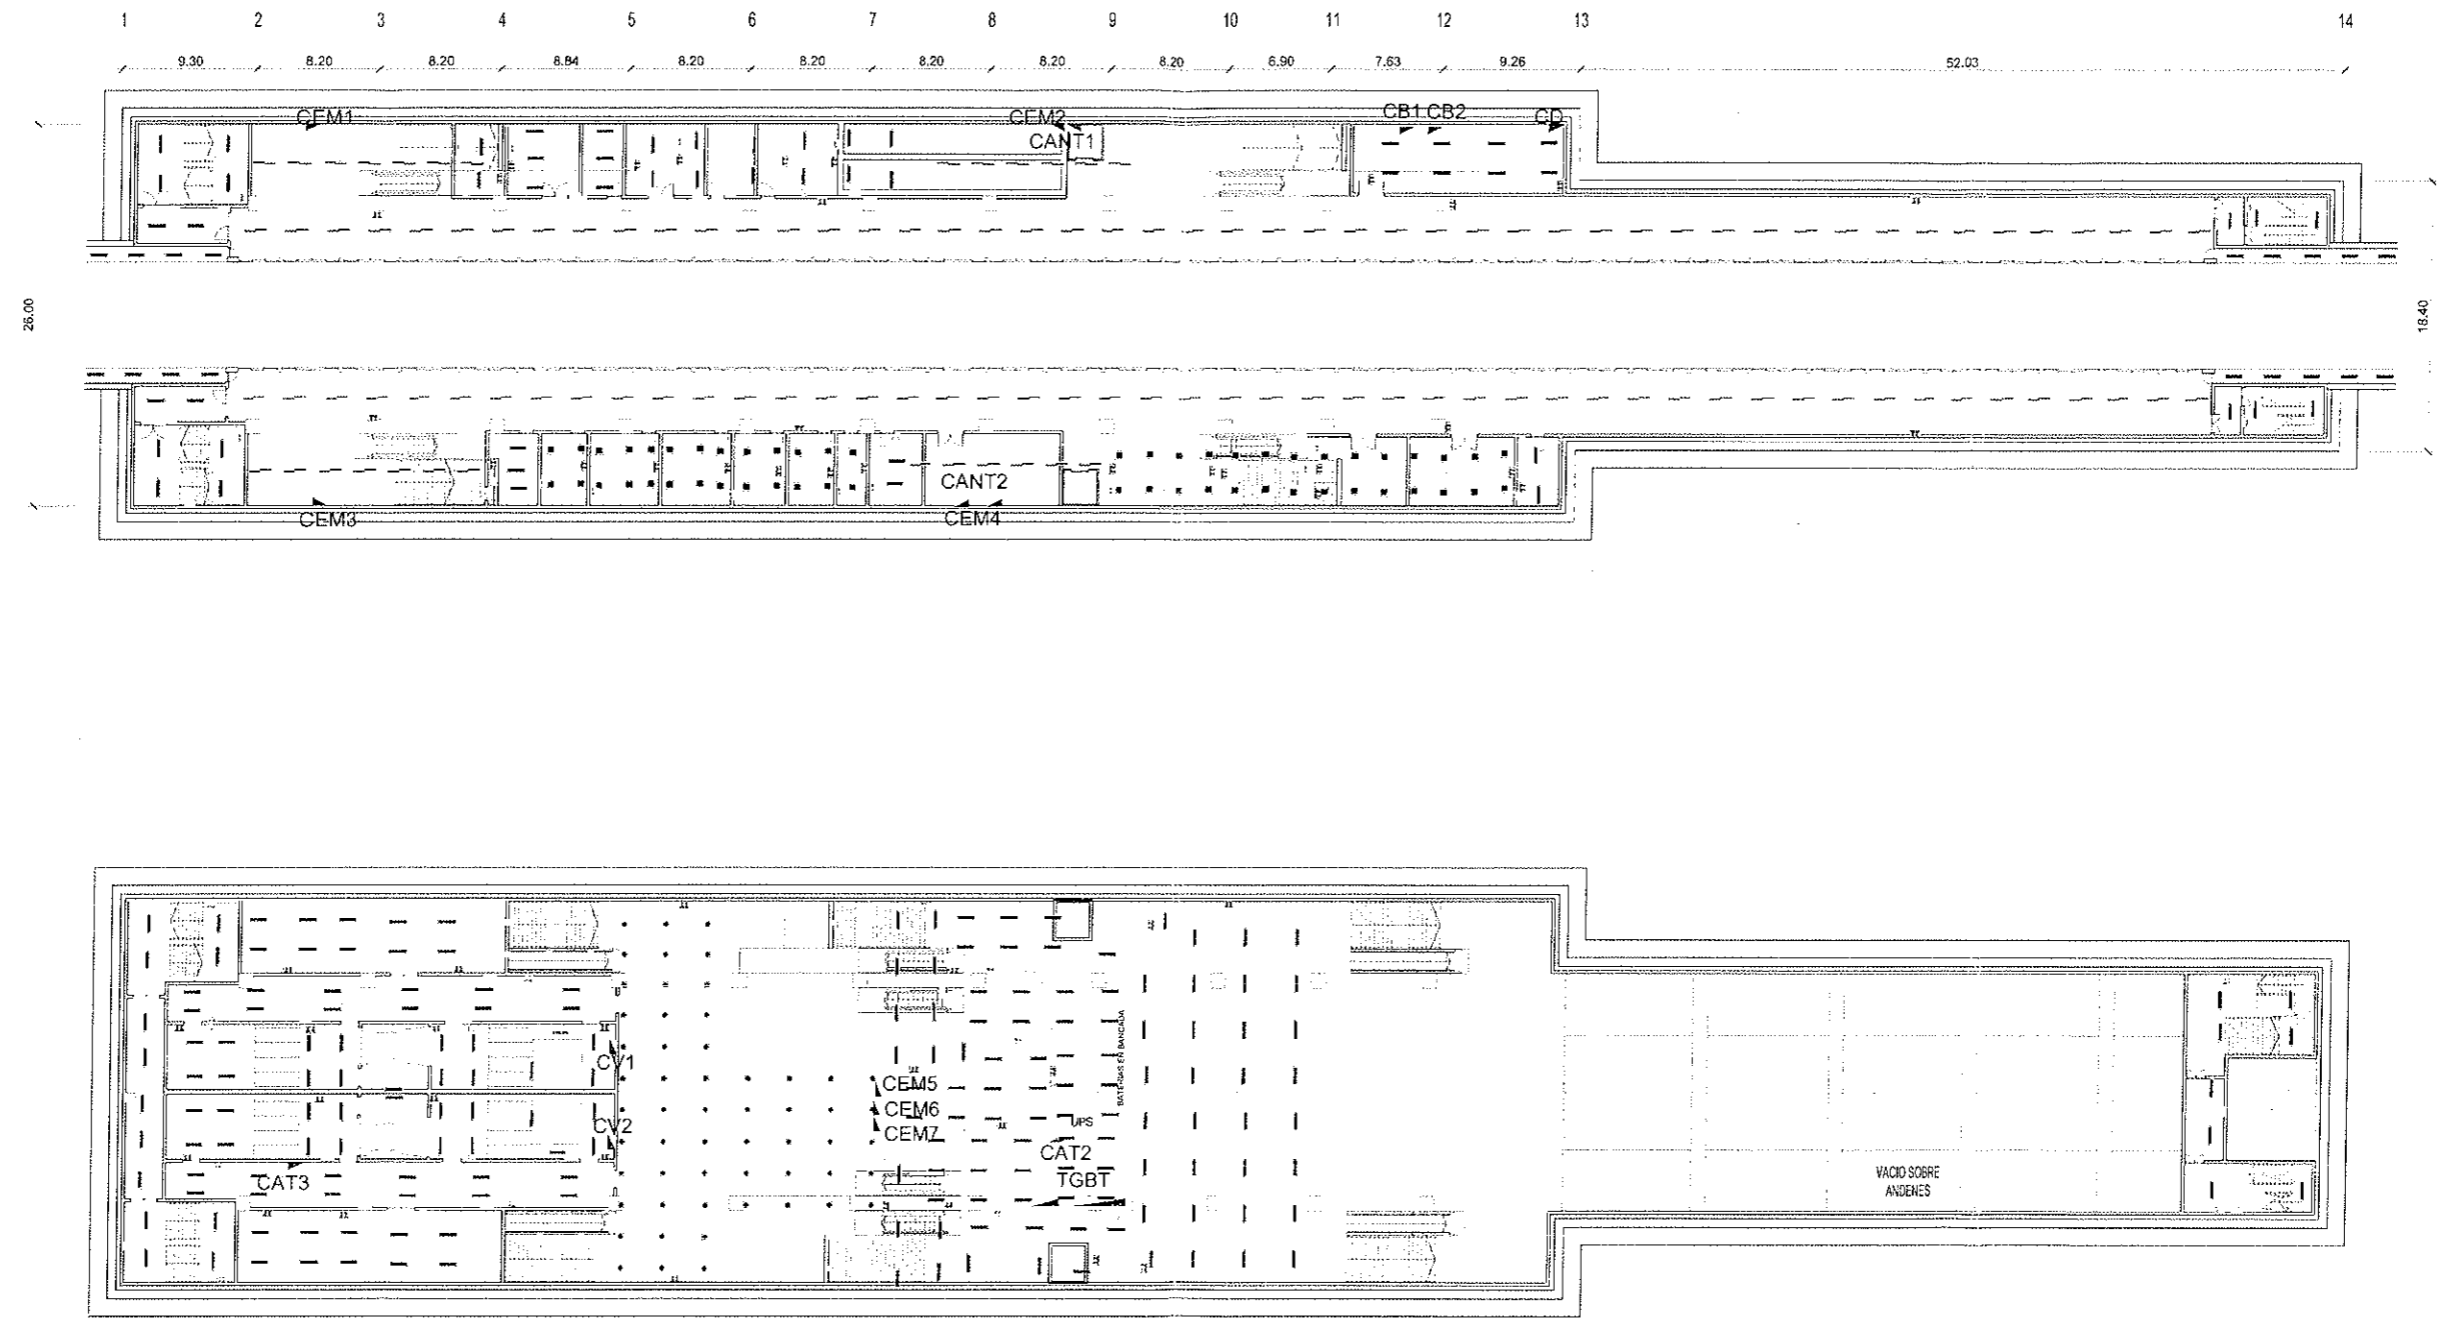 1 2 3 4 5 6 7 8 9 10 11 12 13 14
9.30 8.20 8.20 8.84 8.20 8.20 8.20 8.20 8.20 6.90 7.63 9.26 52.03
CEM1 CEM2 CB1 CB2 CD
CANT1
26.00 18.40
CANT2
CEM3 CEM4
CV1
BATERIAS EN BANCADA
CEM5
CEM6
CV2 CEM7 UPS
CAT2
CAT3 TGBT
VACIO SOBRE
ANDENES